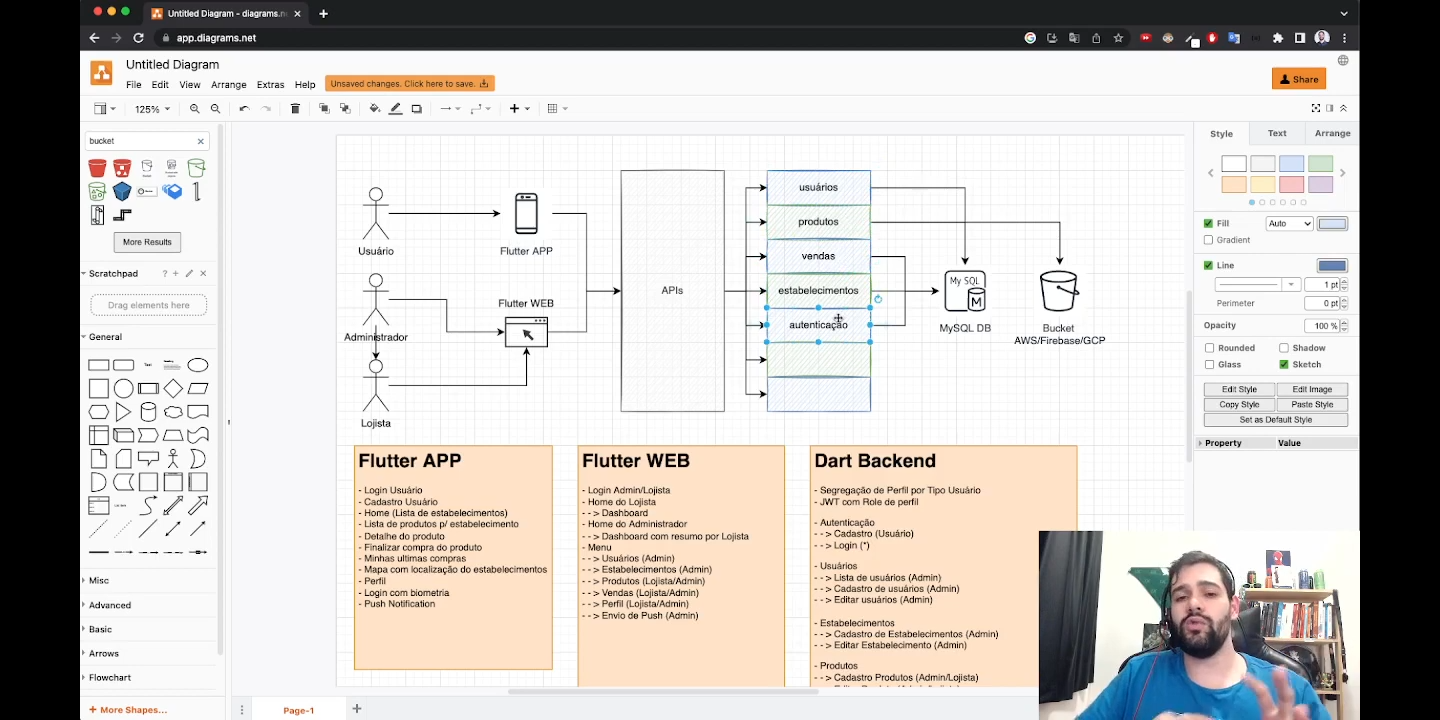 Untitled Diagram - diagrams.n
app.diagrams.net
Untitled Diagram
File Edit View Arrange Extras Help Unsaved changes. Click here to save.
Share
125%
bucket
More Results
Scratchpad
Drag elements here
General
Misc
Advanced
Basic
Arrows
Flowchart
+ More Shapes...
Usuário
Administrador
Lojista
Flutter APP
Flutter WEB
APIs
usuários
produtos
vendas
estabelecimentos
autenticação
My SQL
M
MySQL DB
Bucket
AWS/Firebase/GCP
Flutter APP
- Login Usuário
- Cadastro Usuário
- Home (Lista de estabelecimentos)
- Lista de produtos p/ estabelecimento
- Detalhe do produto
- Finalizar compra do produto
- Minhas ultimas compras
- Mapa com localização do estabelecimentos
- Perfil
- Login com biometria
- Push Notification
Flutter WEB
- Login Admin/Lojista
- Home do Lojista
- - > Dashboard
- Home do Administrador
- - > Dashboard com resumo por Lojista
- Menu
- - > Usuários (Admin)
- - > Estabelecimentos (Admin)
- - > Produtos (Lojista/Admin)
- - > Vendas (Lojista/Admin)
- - > Perfil (Lojista/Admin)
- - > Envio de Push (Admin)
Dart Backend
- Segregação de Perfil por Tipo Usuário
- JWT com Role de perfil
- Autenticação
- - > Cadastro (Usuário)
- - > Login (*)
- Usuários
- - > Lista de usuários (Admin)
- - > Cadastro de usuários (Admin)
- - > Editar usuários (Admin)
- Estabelecimentos
- - > Cadastro de Estabelecimentos (Admin)
- - > Editar Estabelecimento (Admin)
- Produtos
- - > Cadastro Produtos (Admin/Lojista)
Page-1
Style Text Arrange
Fill Auto
Gradient
Line
1 pt
Perimeter 0 pt
Opacity 100 %
Rounded Shadow
Glass Sketch
Edit Style Edit Image
Copy Style Paste Style
Set as Default Style
Property Value